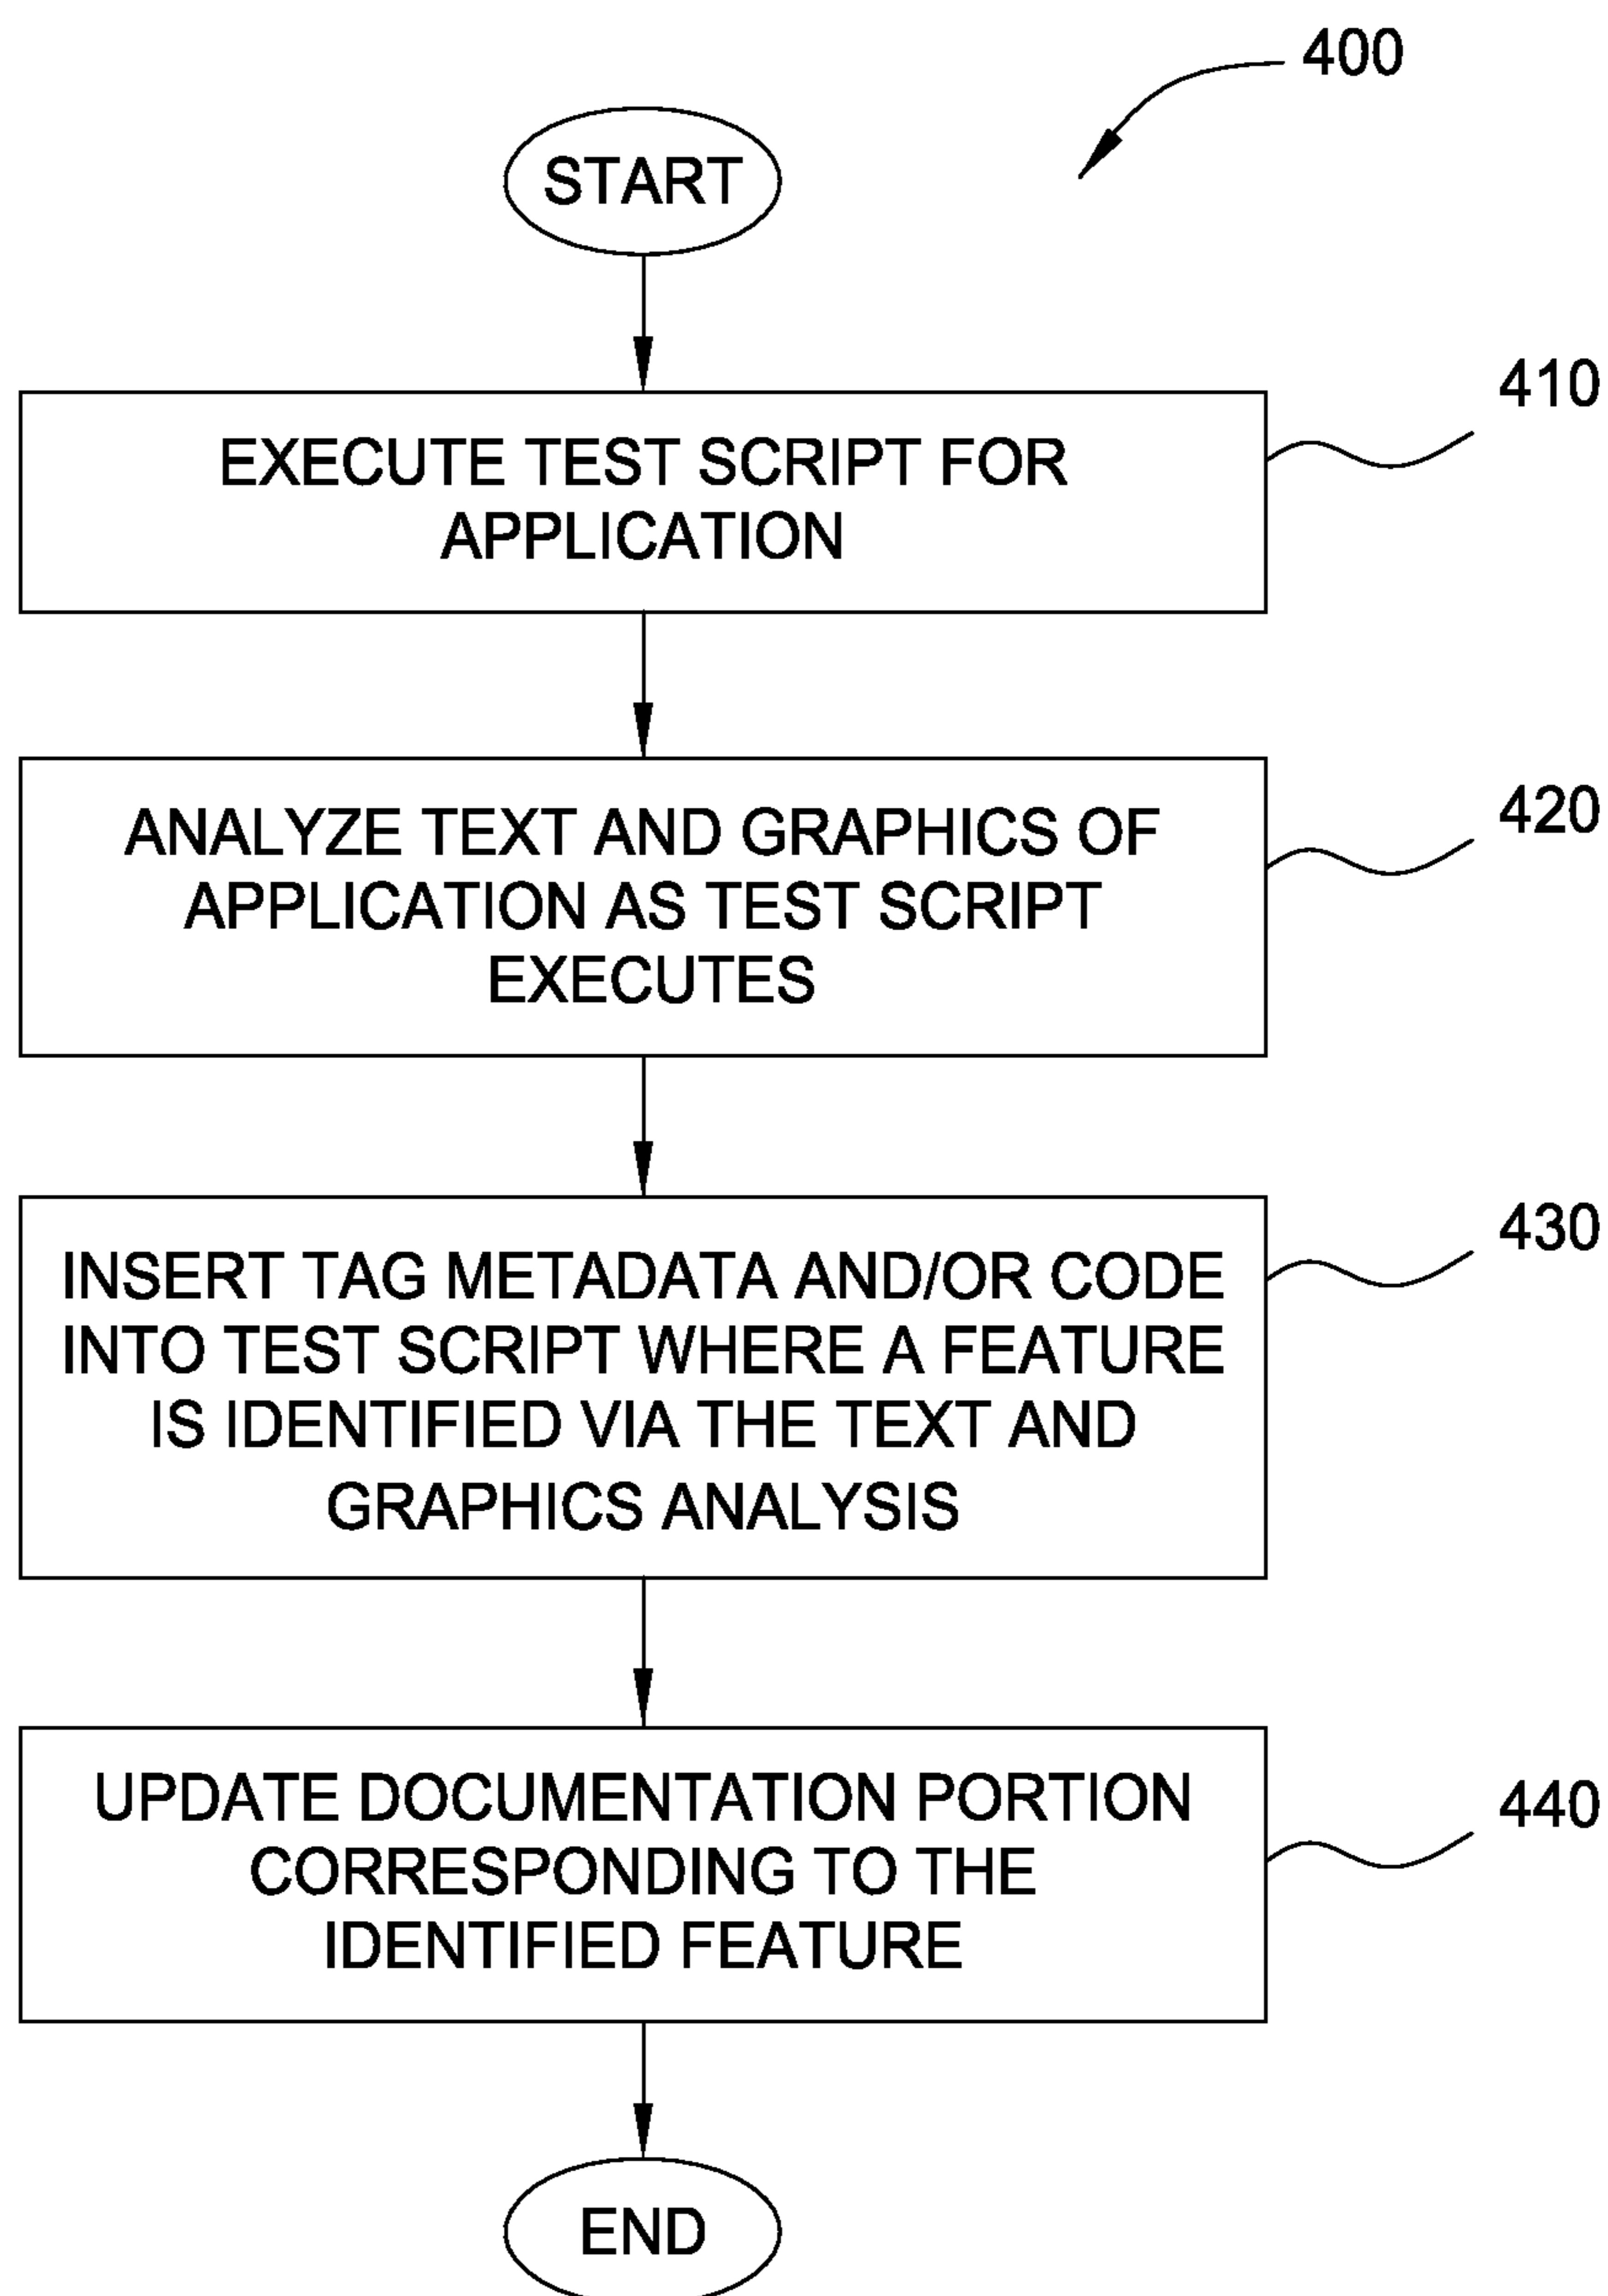 400
START
410
EXECUTE TEST SCRIPT FOR
APPLICATION
420
ANALYZE TEXT AND GRAPHICS OF
APPLICATION AS TEST SCRIPT
EXECUTES
430
INSERT TAG METADATA AND/OR CODE
INTO TEST SCRIPT WHERE A FEATURE
IS IDENTIFIED VIA THE TEXT AND
GRAPHICS ANALYSIS
440
UPDATE DOCUMENTATION PORTION
CORRESPONDING TO THE
IDENTIFIED FEATURE
END